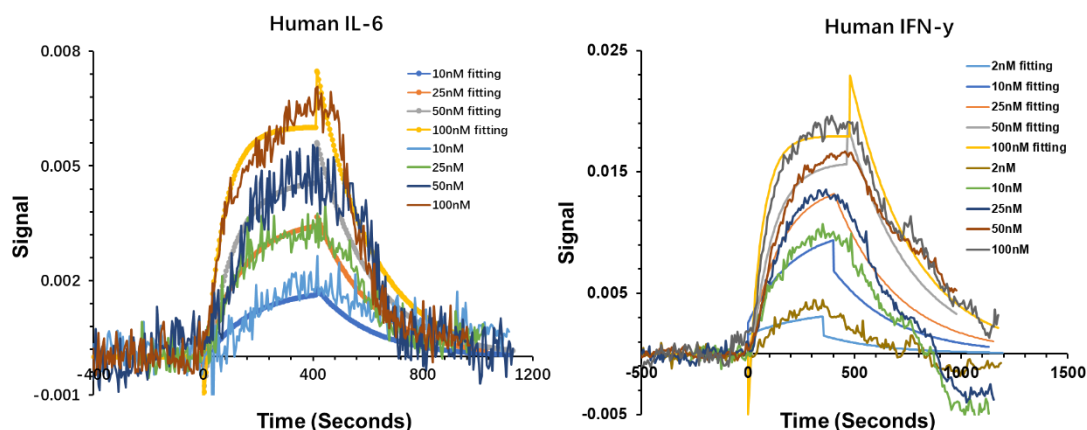 Human IL-6
0.008
0.005
0.002
-0.001
Signal
-400
0
400
800
1200
Time (Seconds)
10nM fitting
25nM fitting
50nM fitting
100nM fitting
10nM
25nM
50nM
100nM
Human IFN-y
0.025
0.015
0.005
-0.005
Signal
-500
0
500
1000
1500
Time (Seconds)
2nM fitting
10nM fitting
25nM fitting
50nM fitting
100nM fitting
2nM
10nM
25nM
50nM
100nM